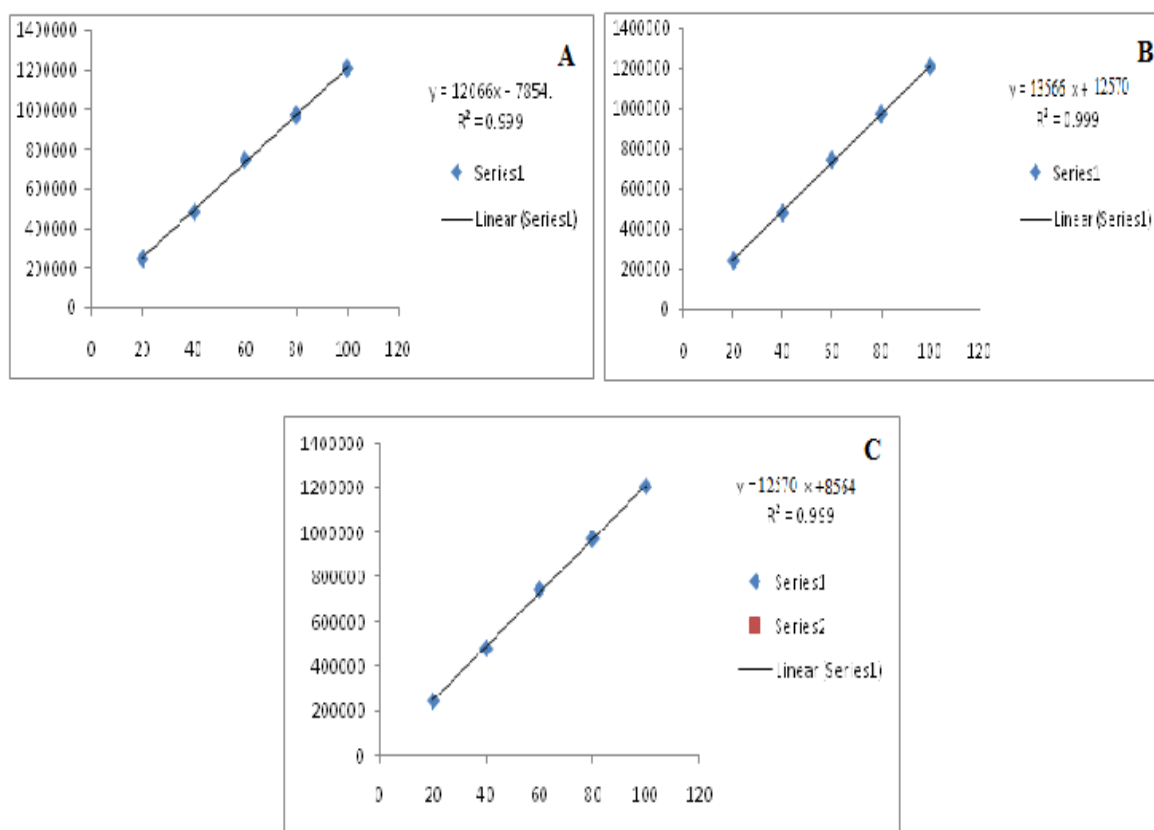 A
1400000
1200000
1000000
800000
600000
400000
200000
0
0 20 40 60 80 100 120
y = 12066x - 7854.
R² = 0.999
Series1
Linear (Series1)
B
1400000
1200000
1000000
800000
600000
400000
200000
0
0 20 40 60 80 100 120
y = 13566 x + 12570
R² = 0.999
Series1
Linear (Series1)
C
1400000
1200000
1000000
800000
600000
400000
200000
0
0 20 40 60 80 100 120
y =12570 x +8564
R² = 0.999
Series1
Series2
Linear (Series1)